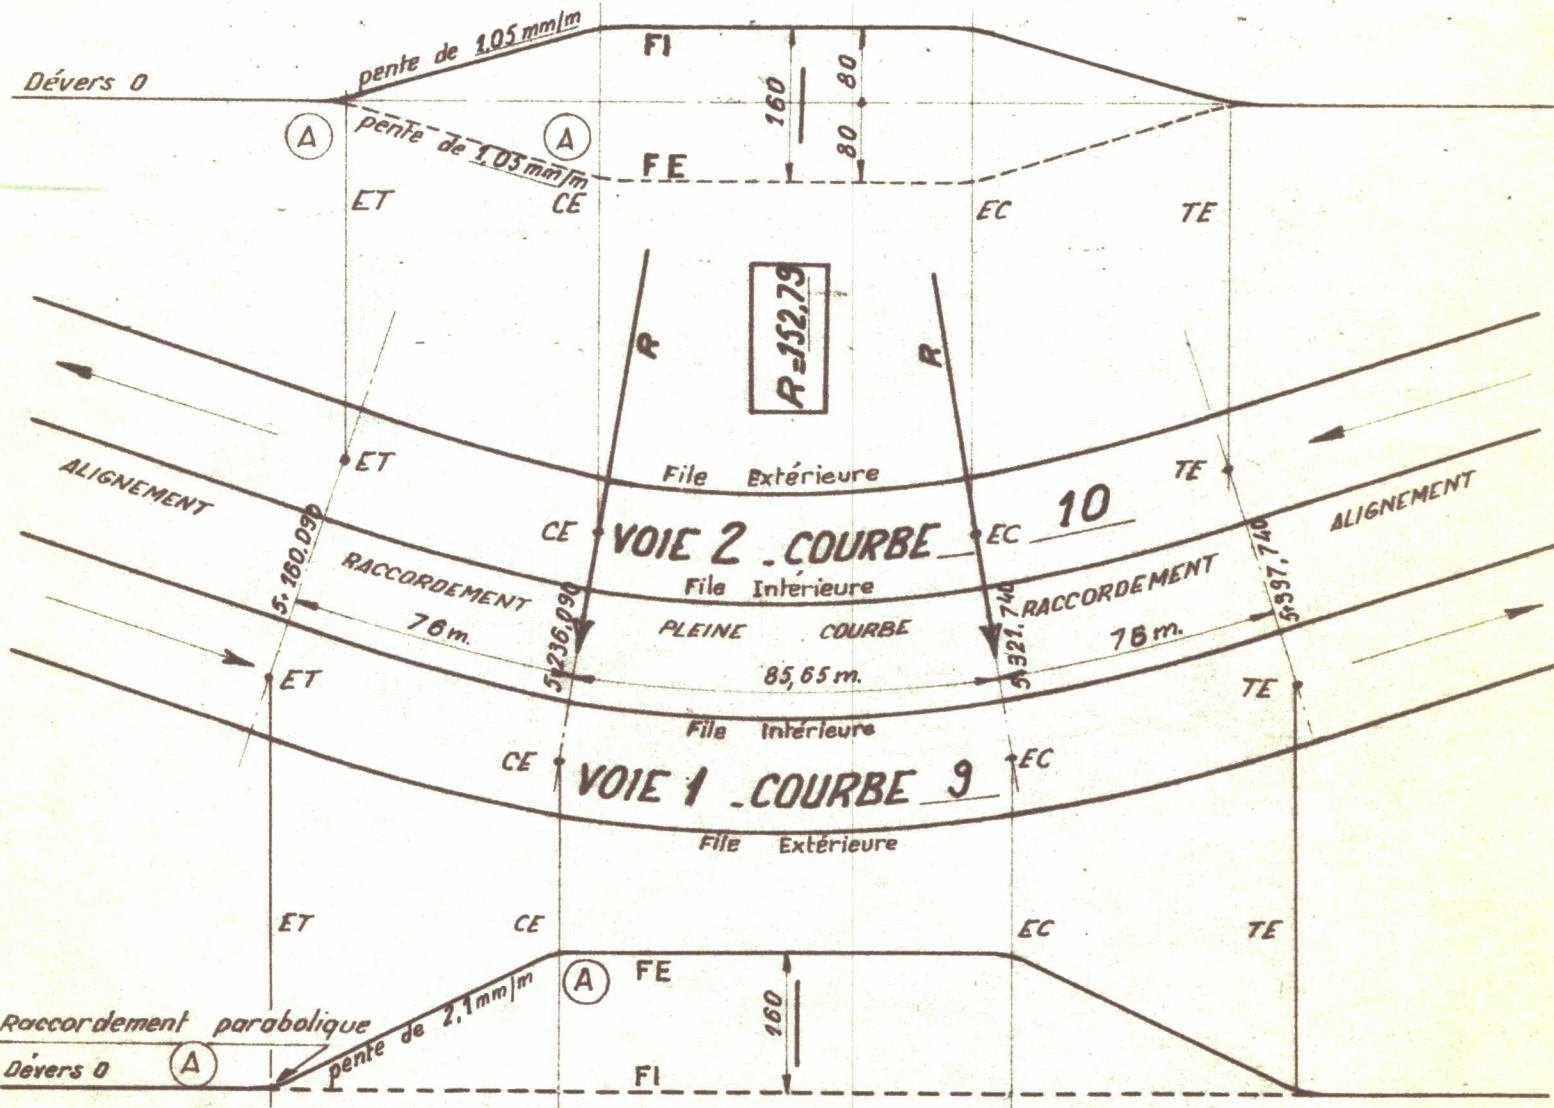 pente de 1,05 mm/m
FI
Dévers 0
160
80
80
A
A
pente de 1,05 mm/m
FE
ET
CE
EC
TE
R
R=152,79
R
File Extérieure
ET
TE
ALIGNEMENT
ALIGNEMENT
5+160,090
CE
VOIE 2 _ COURBE 10
EC
5+397,740
RACCORDEMENT
File Intérieure
RACCORDEMENT
76 m.
5+236,090
PLEINE COURBE
5+321,740
76 m.
ET
85,65 m.
TE
File Intérieure
CE
VOIE 1 _ COURBE 9
EC
File Extérieure
ET
CE
EC
TE
FE
A
pente de 2,1 mm/m
160
Raccordement parabolique
A
Dévers 0
FI